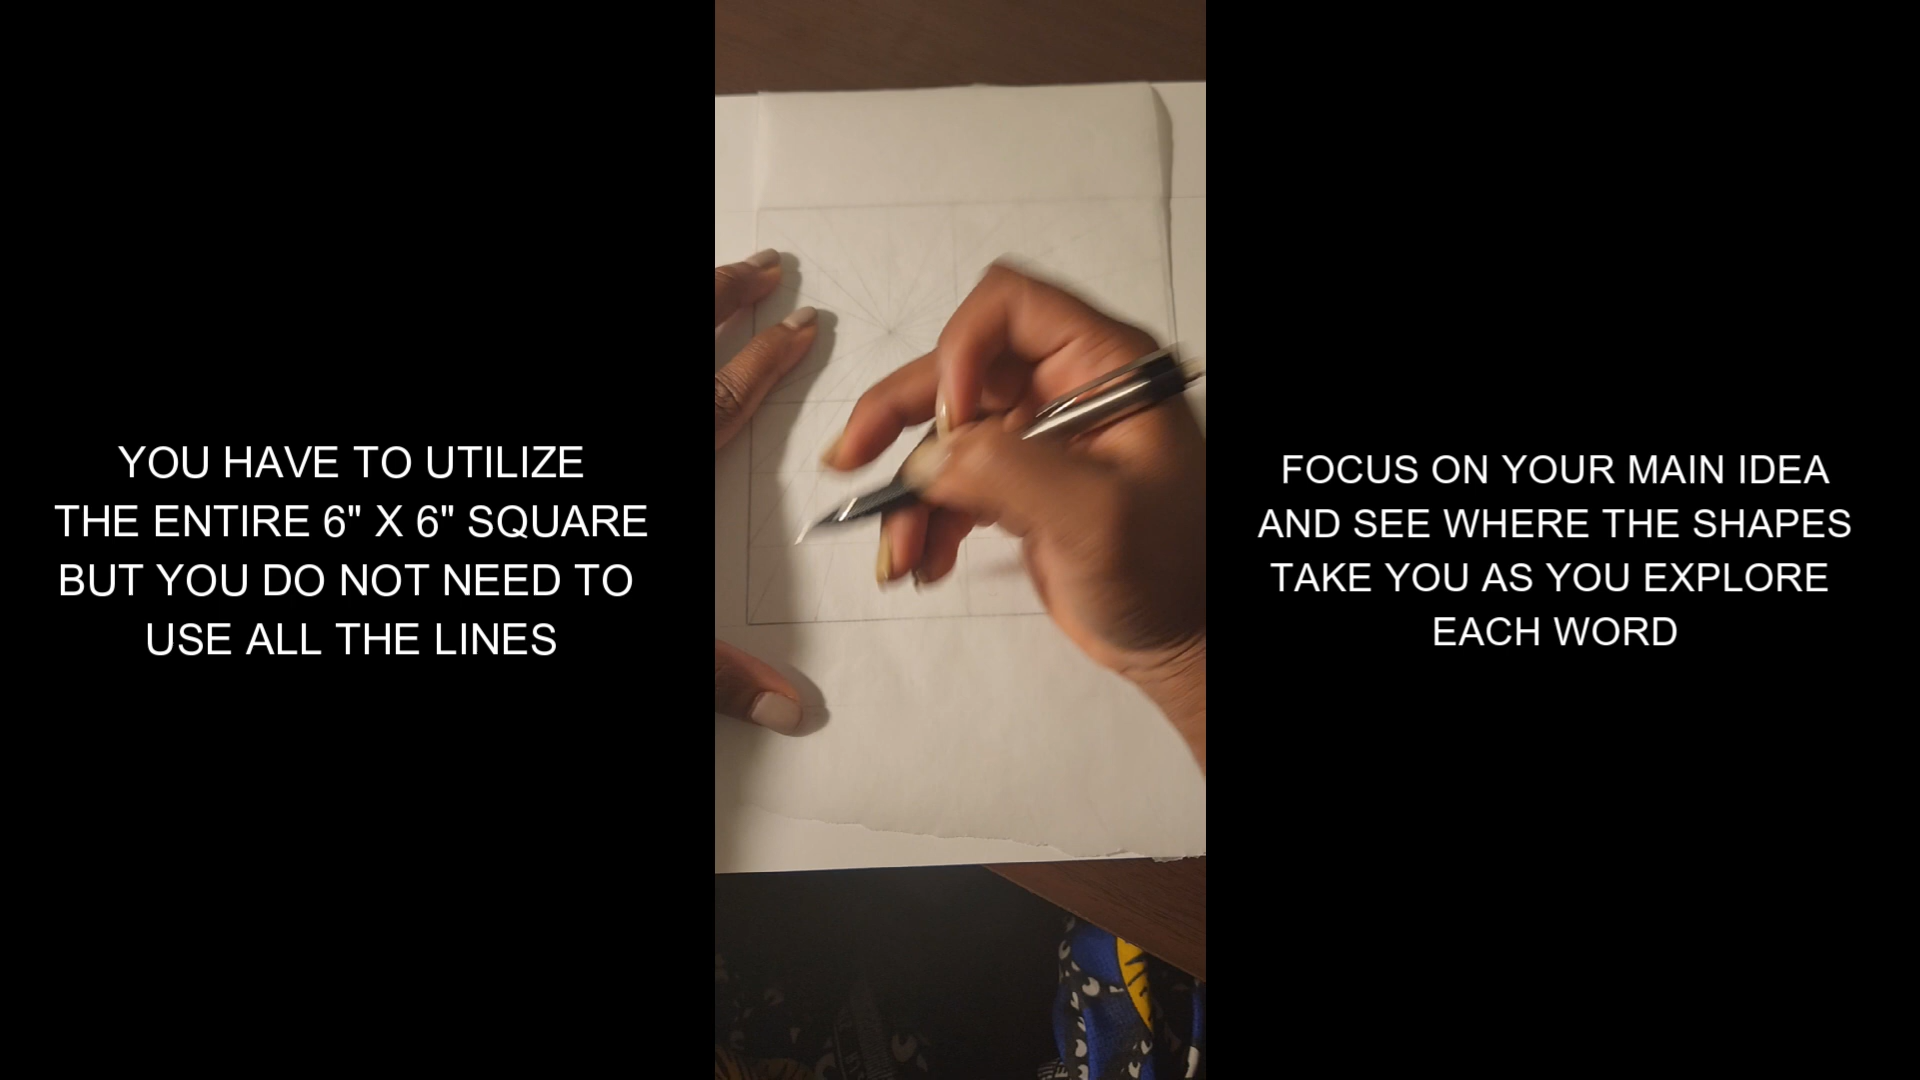 YOU HAVE TO UTILIZE
THE ENTIRE 6" X 6" SQUARE
BUT YOU DO NOT NEED TO
USE ALL THE LINES
FOCUS ON YOUR MAIN IDEA
AND SEE WHERE THE SHAPES
TAKE YOU AS YOU EXPLORE
EACH WORD